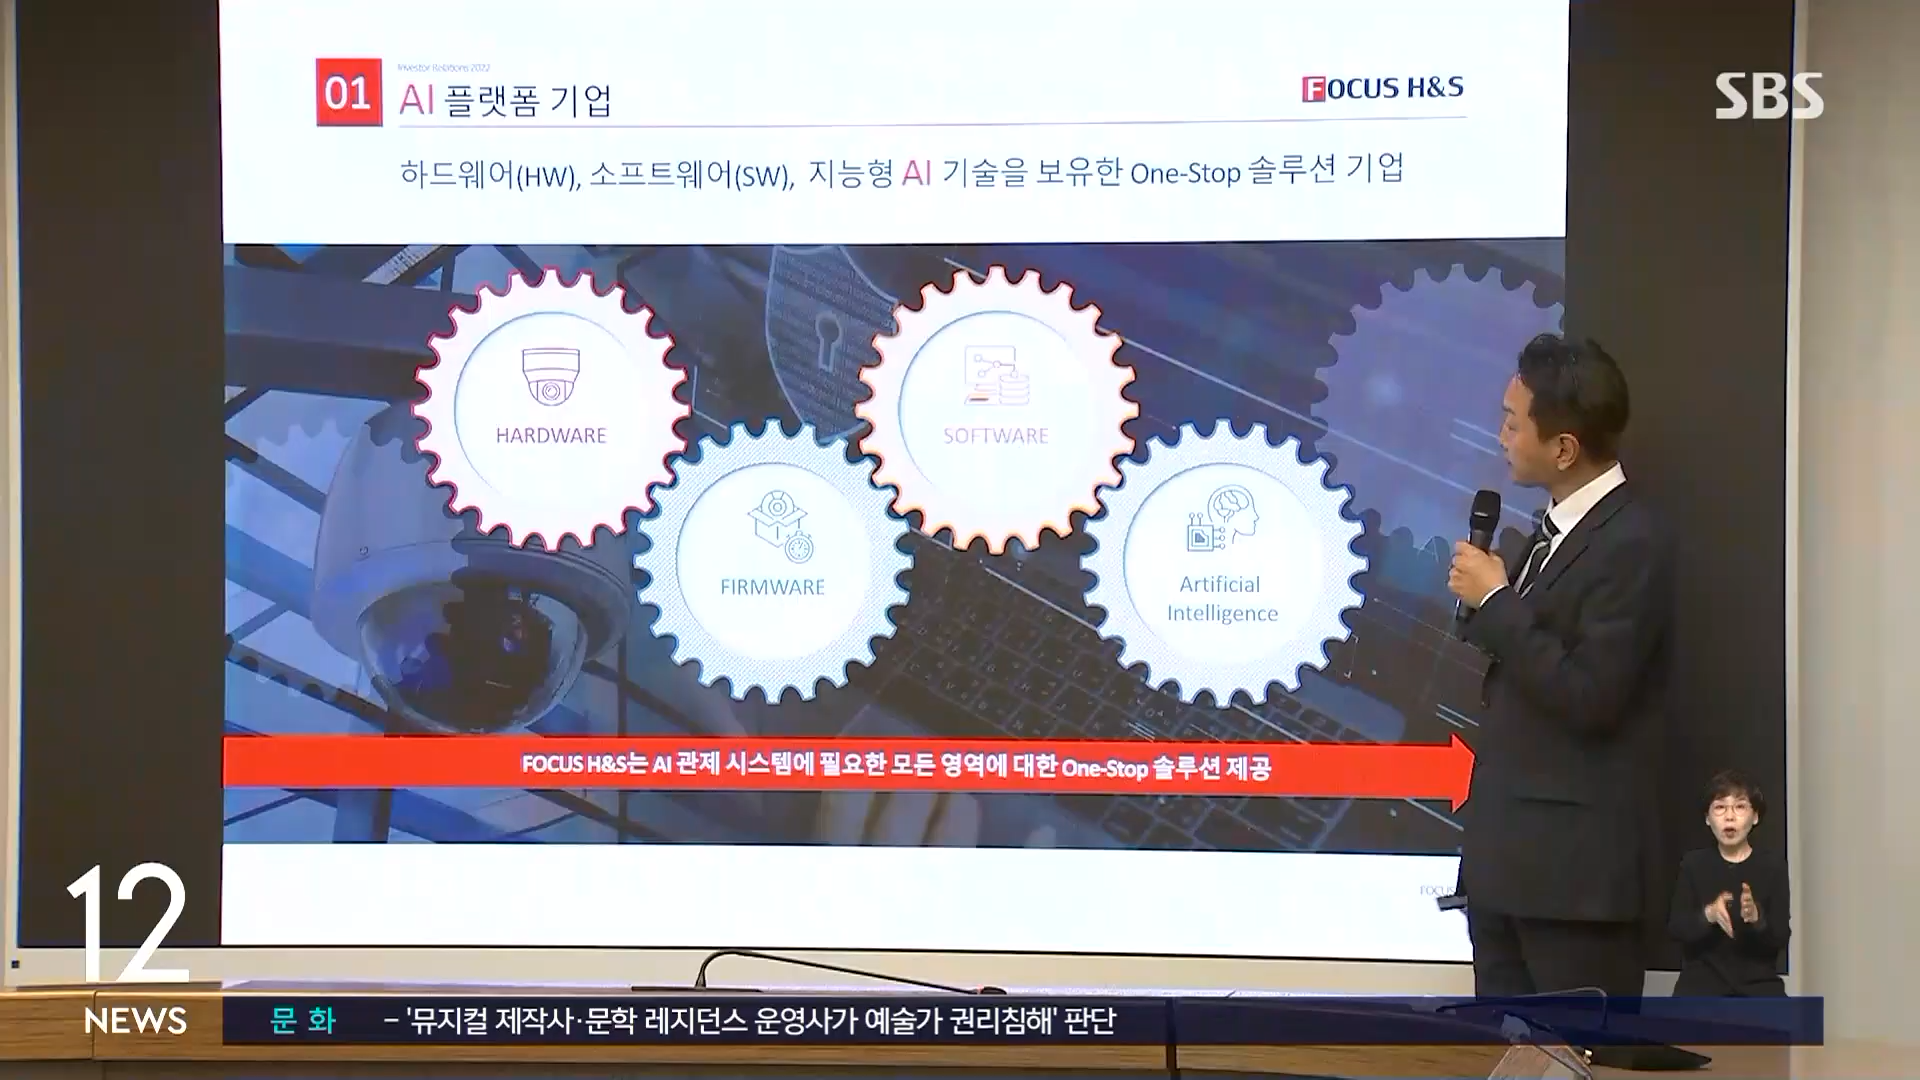 Investor Relations 2022
01
AI 플랫폼 기업
FOCUS H&S
SBS
하드웨어(HW), 소프트웨어(SW), 지능형 AI 기술을 보유한 One-Stop 솔루션 기업
HARDWARE
SOFTWARE
FIRMWARE
Artificial
Intelligence
FOCUS H&S는 AI 관제 시스템에 필요한 모든 영역에 대한 One-Stop 솔루션 제공
FOCUS
12
NEWS
문화
- '뮤지컬 제작사·문학 레지던스 운영사가 예술가 권리침해' 판단